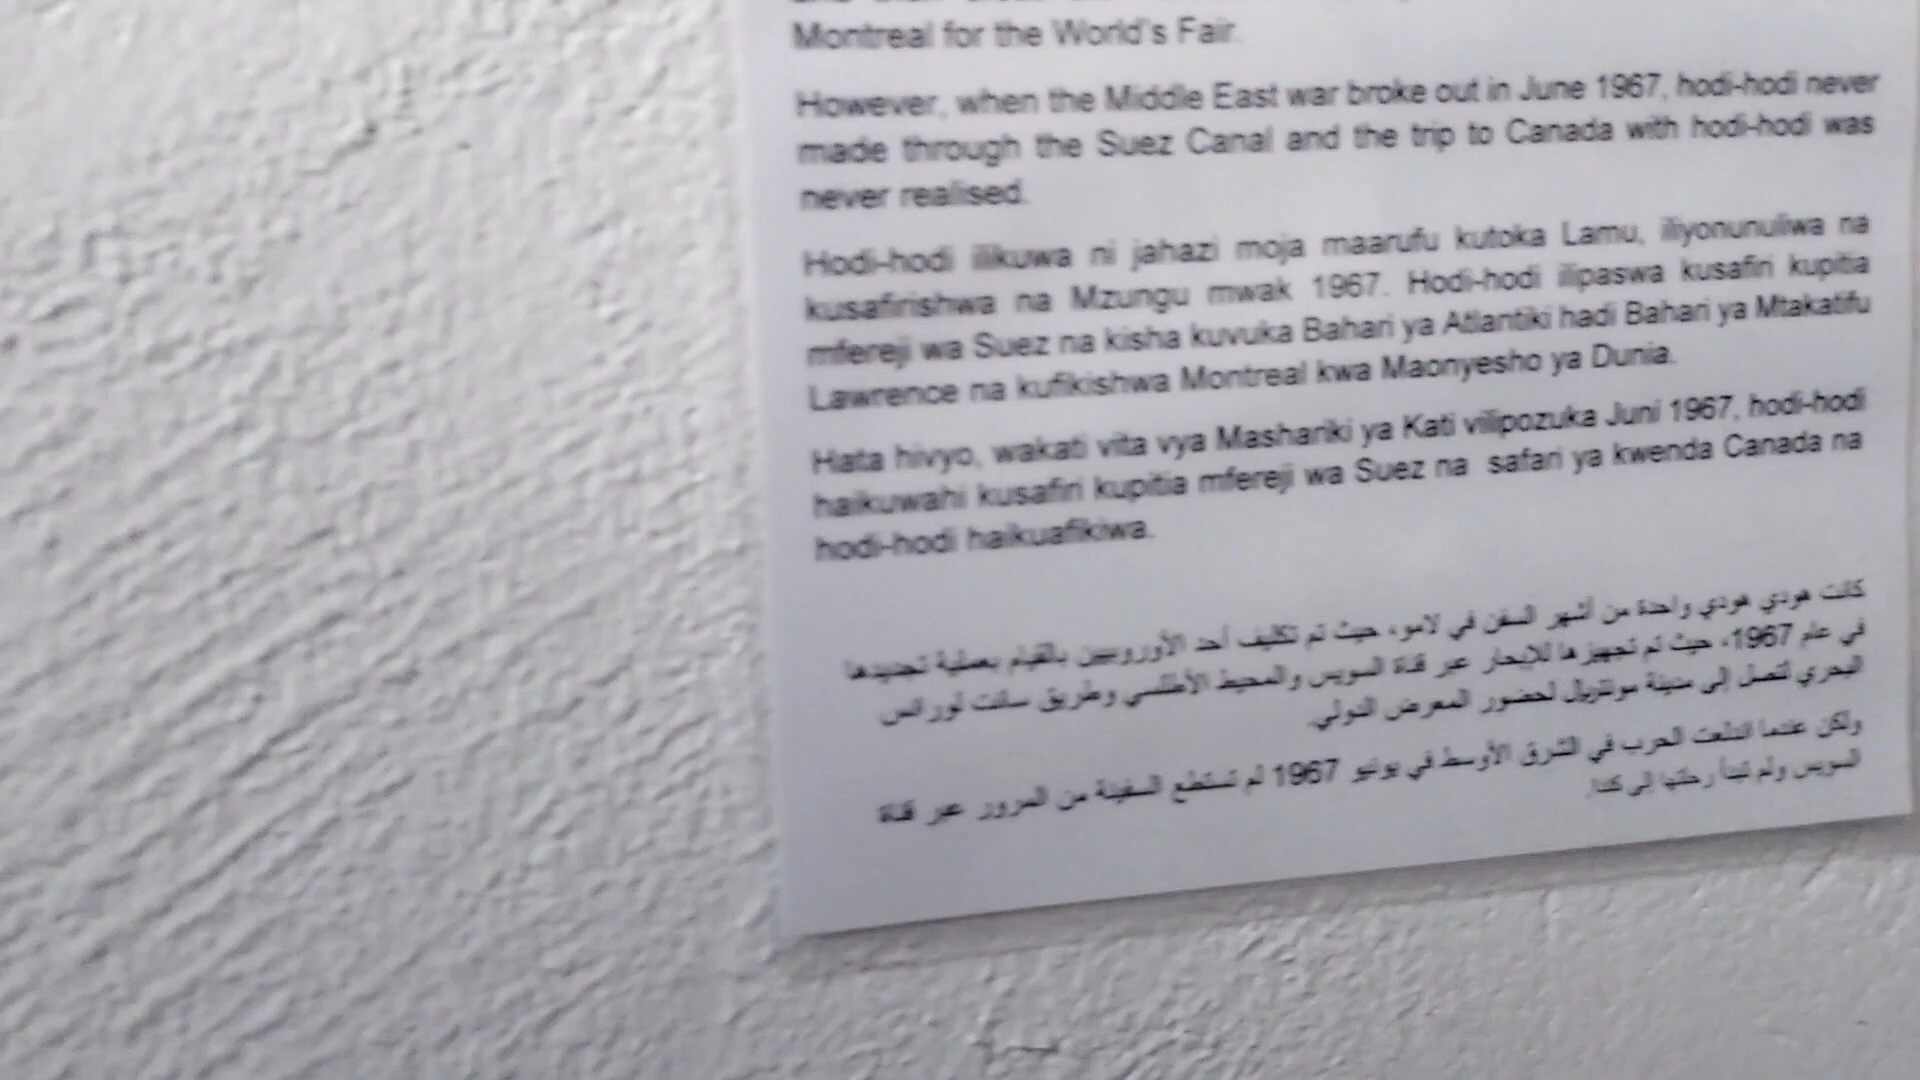 Montreal for the World's Fair.
However, when the Middle East war broke out in June 1967, hodi-hodi never
made through the Suez Canal and the trip to Canada with hodi-hodi was
never realised.
Hodi-hodi ilikuwa ni jahazi moja maarufu kutoka Lamu, iliyonunuliwa na
kusafirishwa na Mzungu mwak 1967. Hodi-hodi ilipaswa kusafiri kupitia
mfereji wa Suez na kisha kuvuka Bahari ya Atlantiki hadi Bahari ya Mtakatifu
Lawrence na kufikishwa Montreal kwa Maonyesho ya Dunia.
Hata hivyo, wakati vita vya Mashariki ya Kati vilipozuka Juni 1967, hodi-hodi
haikuwahi kusafiri kupitia mfereji wa Suez na safari ya kwenda Canada na
hodi-hodi haikuafikiwa.
كانت هودي هودي واحدة من أشهر السفن في لامو، حيث تم تكليف أحد الأوروبيين بالقيام بعملية تجديدها
في عام 1967، حيث تم تجهيزها للإبحار عبر قناة السويس والمحيط الأطلسي وطريق سانت لورانس
البحري لتصل إلى مدينة مونتريال لحضور المعرض الدولي.
ولكن عندما اندلعت الحرب في الشرق الأوسط في يونيو 1967 لم تستطع السفينة من المرور عبر قناة
السويس ولم تبدأ رحلتها إلى كندا.